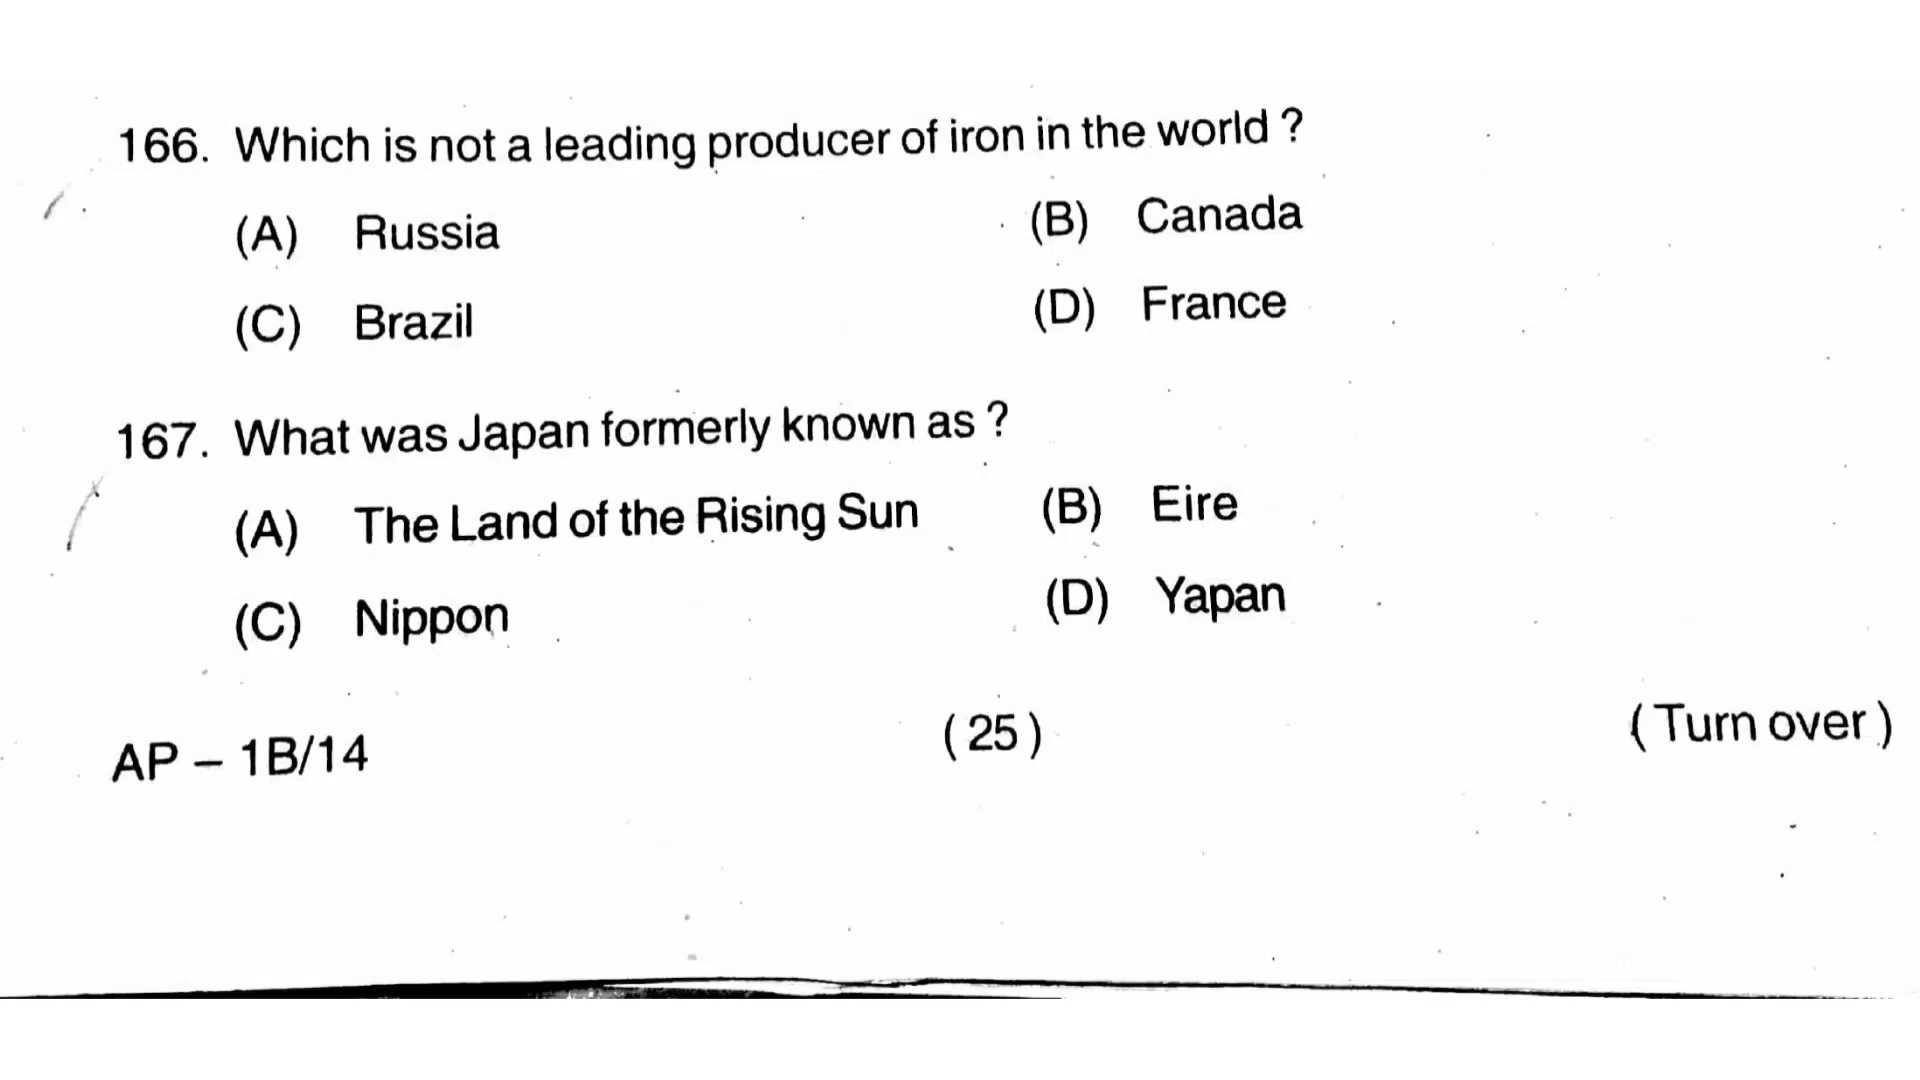 166. Which is not a leading producer of iron in the world ?
(A) Russia (B) Canada
(C) Brazil (D) France
167. What was Japan formerly known as ?
(A) The Land of the Rising Sun (B) Eire
(C) Nippon (D) Yapan
AP – 1B/14 ( 25 ) ( Turn over )